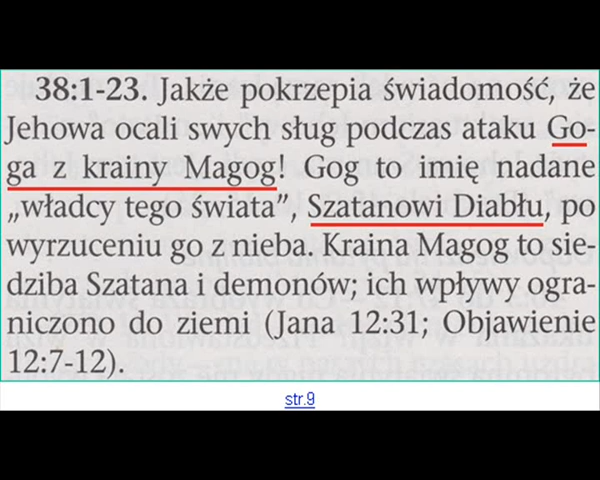 38:1-23. Jakże pokrzepia świadomość, że
Jehowa ocali swych sług podczas ataku Go-
ga z krainy Magog! Gog to imię nadane
„władcy tego świata”, Szatanowi Diabłu, po
wyrzuceniu go z nieba. Kraina Magog to sie-
dziba Szatana i demonów; ich wpływy ogra-
niczono do ziemi (Jana 12:31; Objawienie
12:7-12).
str.9